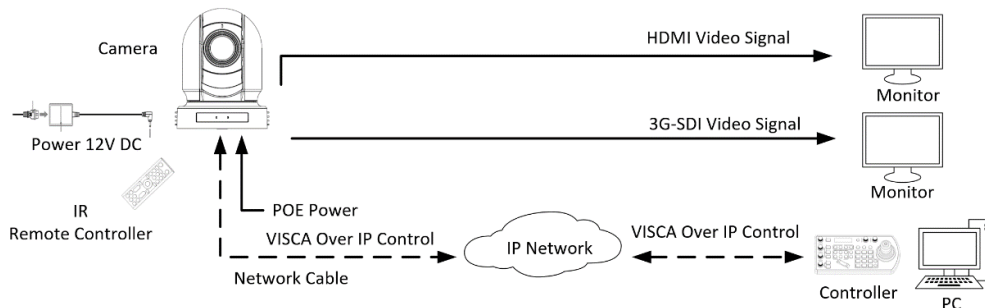 HDMI Video Signal
Camera
Monitor
3G-SDI Video Signal
Power 12V DC
Monitor
IR
Remote Controller
POE Power
VISCA Over IP Control
IP Network
VISCA Over IP Control
Network Cable
Controller
PC